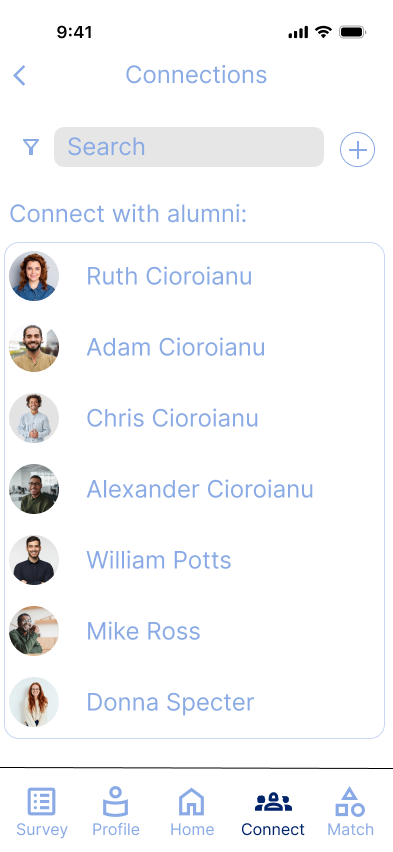 9:41
Connections
Search
Connect with alumni:
Ruth Cioroianu
Adam Cioroianu
Chris Cioroianu
Alexander Cioroianu
William Potts
Mike Ross
Donna Specter
Survey Profile Home Connect Match